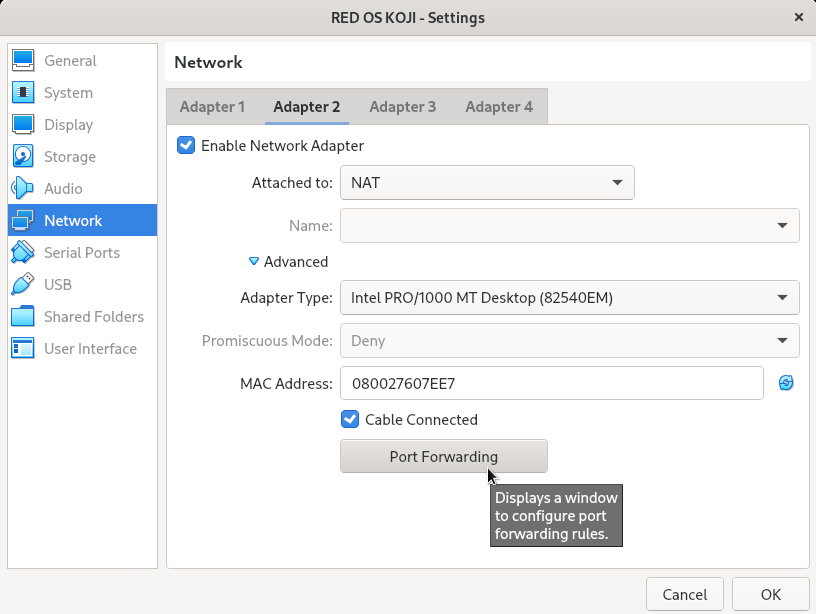 RED OS KOJI - Settings
General
System
Display
Storage
Audio
Network
Serial Ports
USB
Shared Folders
User Interface
Network
Adapter 1 Adapter 2 Adapter 3 Adapter 4
Enable Network Adapter
Attached to: NAT
Name:
Advanced
Adapter Type: Intel PRO/1000 MT Desktop (82540EM)
Promiscuous Mode: Deny
MAC Address: 080027607EE7
Cable Connected
Port Forwarding
Displays a window
to configure port
forwarding rules.
Cancel OK